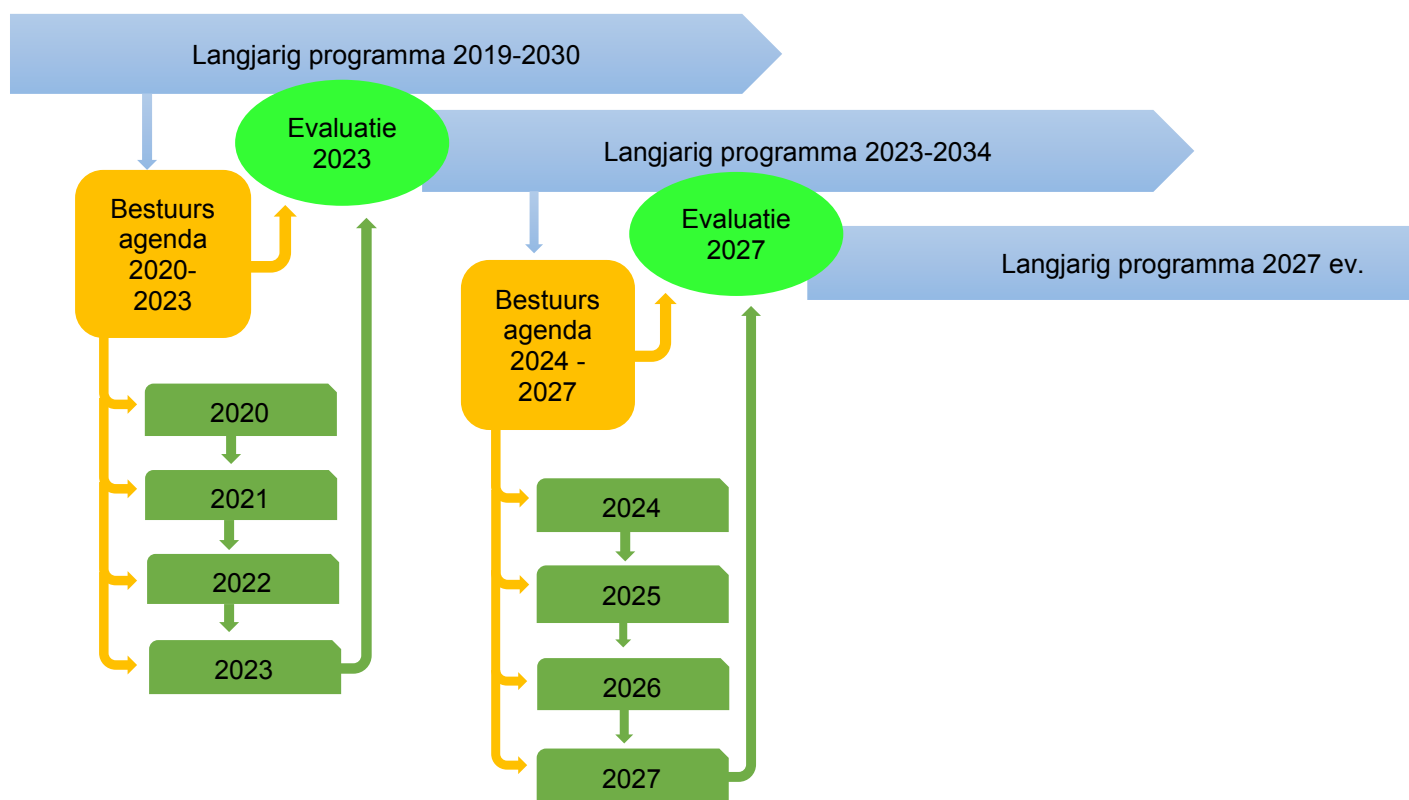 Langjarig programma 2019-2030
Evaluatie
2023
Langjarig programma 2023-2034
Bestuurs
agenda
2020-
2023
Evaluatie
2027
Langjarig programma 2027 ev.
Bestuurs
agenda
2024 -
2027
2020
2021
2022
2023
2024
2025
2026
2027